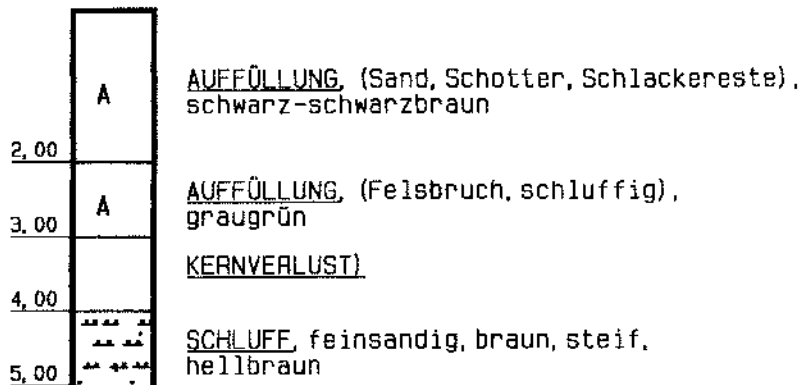 A
AUFFÜLLUNG, (Sand, Schotter, Schlackereste),
schwarz-schwarzbraun
2,00
A
AUFFÜLLUNG, (Felsbruch, schluffig),
graugrün
3,00
KERNVERLUST)
4,00
SCHLUFF, feinsandig, braun, steif,
hellbraun
5,00